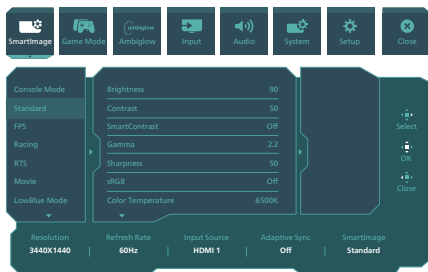 ambiglow
SmartImage Game Mode Ambiglow Input Audio System Setup Close
Console Mode Brightness 90
Standard Contrast 50
FPS SmartContrast Off
Racing Gamma 2.2
RTS Sharpness 50
Movie sRGB Off
LowBlue Mode Color Temperature 6500K
Select
OK
Close
Resolution Refresh Rate Input Source Adaptive Sync SmartImage
3440X1440 60Hz HDMI 1 Off Standard